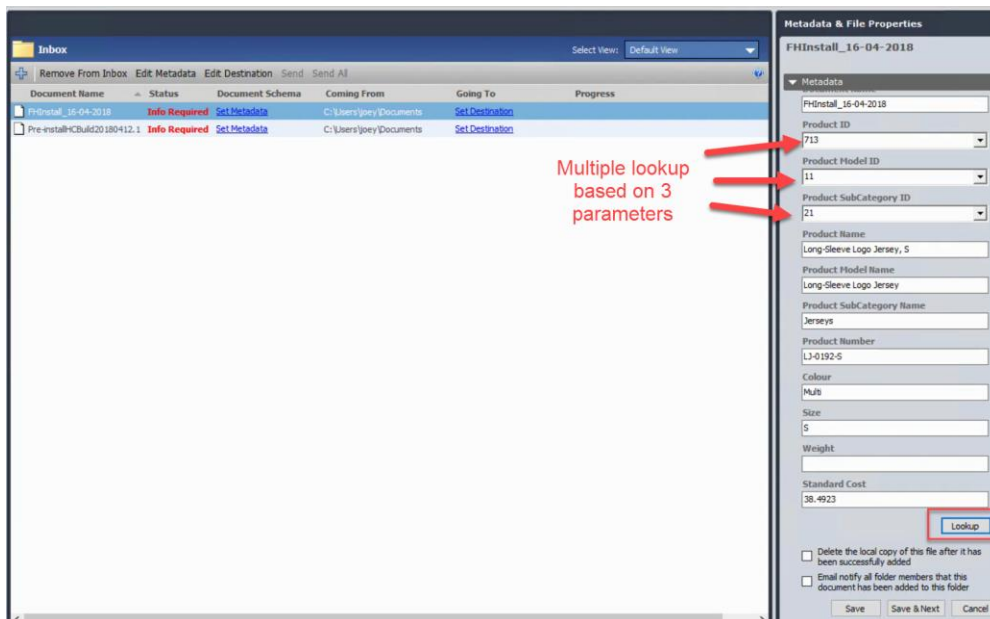 Metadata & File Properties
Inbox
Select View: Default View
FHInstall_16-04-2018
Remove From Inbox Edit Metadata Edit Destination Send Send All
Metadata
Document Name Status Document Schema Coming From Going To Progress
Document Name
FHInstall_16-04-2018 Info Required Set Metadata C:\Users\joey\Documents Set Destination
FHInstall_16-04-2018
Pre-installHCBuild20180412.1 Info Required Set Metadata C:\Users\joey\Documents Set Destination
Product ID
713
Multiple lookup
based on 3
parameters
Product Model ID
11
Product SubCategory ID
21
Product Name
Long-Sleeve Logo Jersey, S
Product Model Name
Long-Sleeve Logo Jersey
Product SubCategory Name
Jerseys
Product Number
LJ-0192-S
Colour
Multi
Size
S
Weight
Standard Cost
38.4923
Lookup
Delete the local copy of this file after it has
been successfully added
Email notify all folder members that this
document has been added to this folder
Save Save & Next Cancel